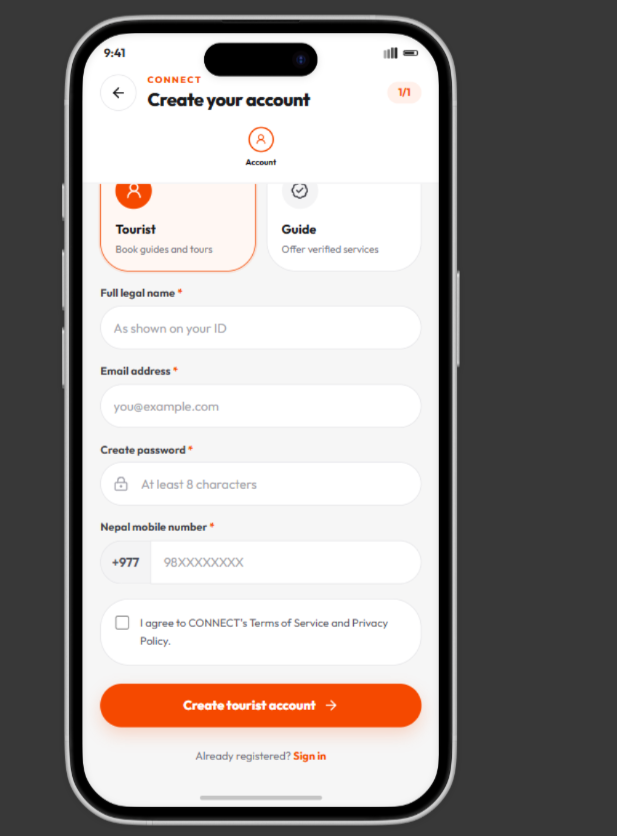 9:41
CONNECT
Create your account
1/1
Account
Tourist
Book guides and tours
Guide
Offer verified services
Full legal name *
As shown on your ID
Email address *
you@example.com
Create password *
At least 8 characters
Nepal mobile number *
+977
98XXXXXXXX
I agree to CONNECT's Terms of Service and Privacy
Policy.
Create tourist account →
Already registered? Sign in